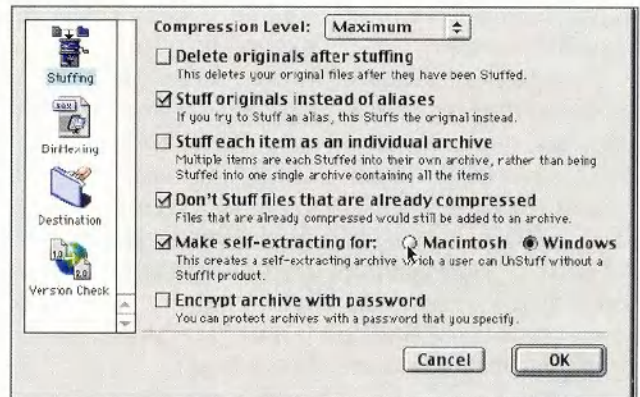 Compression Level: Maximum
Delete originals after stuffing
This deletes your original files after they have been Stuffed.
Stuffing
Stuff originals instead of aliases
If you try to Stuff an alias, this Stuffs the original instead.
Stuff each item as an individual archive
Multiple items are each Stuffed into their own archive, rather than being
Stuffed into one single archive containing all the items.
BinHexing
Don't Stuff files that are already compressed
Files that are already compressed would still be added to an archive.
Destination
Make self-extracting for: Macintosh Windows
This creates a self-extracting archive which a user can UnStuff without a
StuffIt product.
Version Check
Encrypt archive with password
You can protect archives with a password that you specify.
Cancel OK